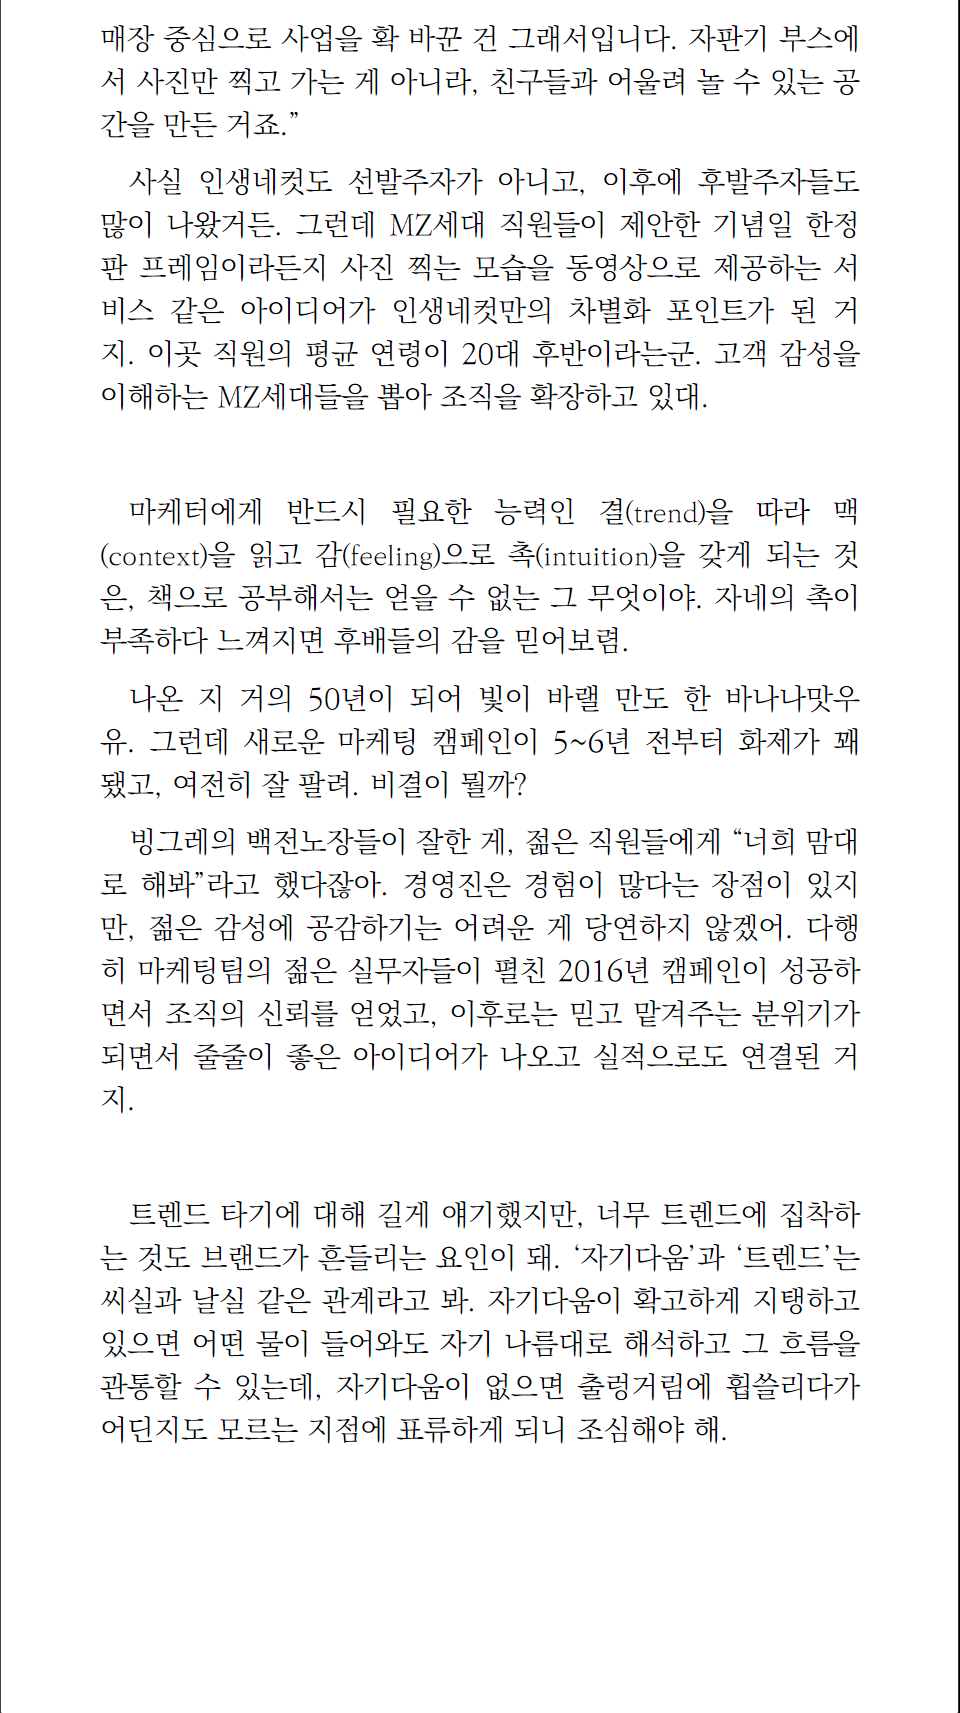 매장 중심으로 사업을 확 바꾼 건 그래서입니다. 자판기 부스에
서 사진만 찍고 가는 게 아니라, 친구들과 어울려 놀 수 있는 공
간을 만든 거죠.”
사실 인생네컷도 선발주자가 아니고, 이후에 후발주자들도
많이 나왔거든. 그런데 MZ세대 직원들이 제안한 기념일 한정
판 프레임이라든지 사진 찍는 모습을 동영상으로 제공하는 서
비스 같은 아이디어가 인생네컷만의 차별화 포인트가 된 거
지. 이곳 직원의 평균 연령이 20대 후반이라는군. 고객 감성을
이해하는 MZ세대들을 뽑아 조직을 확장하고 있대.
마케터에게 반드시 필요한 능력인 결(trend)을 따라 맥
(context)을 읽고 감(feeling)으로 촉(intuition)을 갖게 되는 것
은, 책으로 공부해서는 얻을 수 없는 그 무엇이야. 자네의 촉이
부족하다 느껴지면 후배들의 감을 믿어보렴.
나온 지 거의 50년이 되어 빛이 바랠 만도 한 바나나맛우
유. 그런데 새로운 마케팅 캠페인이 5~6년 전부터 화제가 꽤
됐고, 여전히 잘 팔려. 비결이 뭘까?
빙그레의 백전노장들이 잘한 게, 젊은 직원들에게 “너희 맘대
로 해봐”라고 했다잖아. 경영진은 경험이 많다는 장점이 있지
만, 젊은 감성에 공감하기는 어려운 게 당연하지 않겠어. 다행
히 마케팅팀의 젊은 실무자들이 펼친 2016년 캠페인이 성공하
면서 조직의 신뢰를 얻었고, 이후로는 믿고 맡겨주는 분위기가
되면서 줄줄이 좋은 아이디어가 나오고 실적으로도 연결된 거
지.
트렌드 타기에 대해 길게 얘기했지만, 너무 트렌드에 집착하
는 것도 브랜드가 흔들리는 요인이 돼. ‘자기다움’과 ‘트렌드’는
씨실과 날실 같은 관계라고 봐. 자기다움이 확고하게 지탱하고
있으면 어떤 물이 들어와도 자기 나름대로 해석하고 그 흐름을
관통할 수 있는데, 자기다움이 없으면 출렁거림에 휩쓸리다가
어딘지도 모르는 지점에 표류하게 되니 조심해야 해.